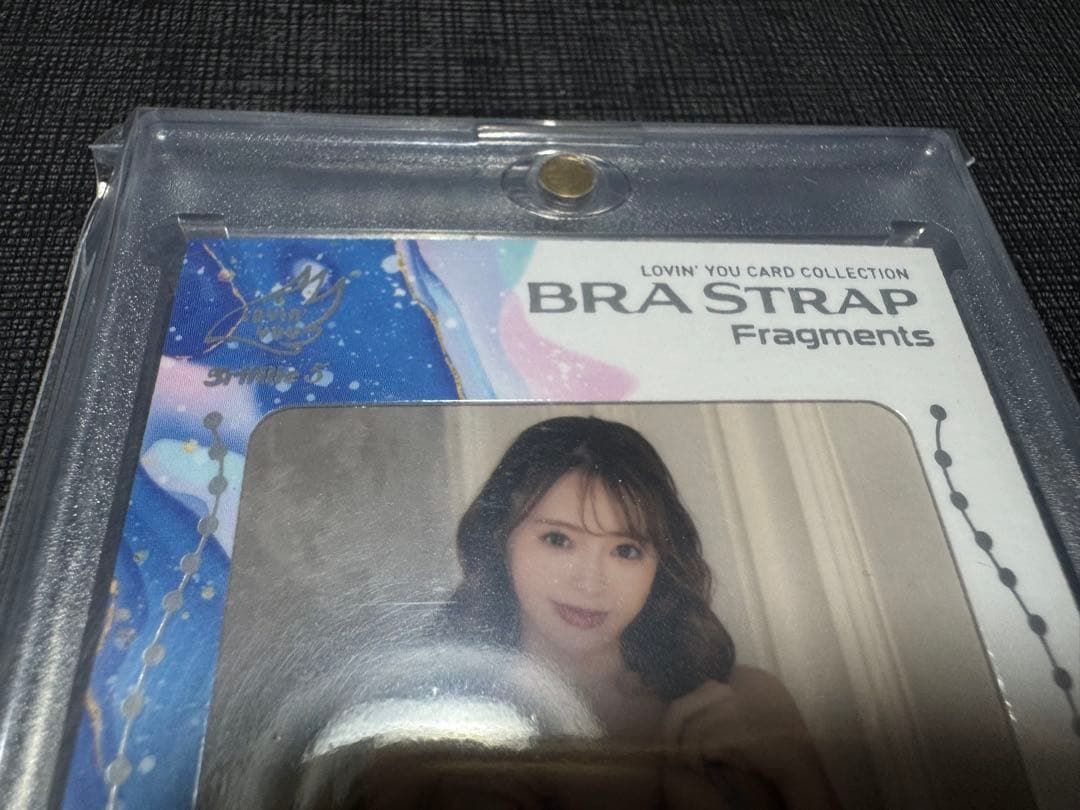 LOVIN' YOU CARD COLLECTION
BRA STRAP
Fragments